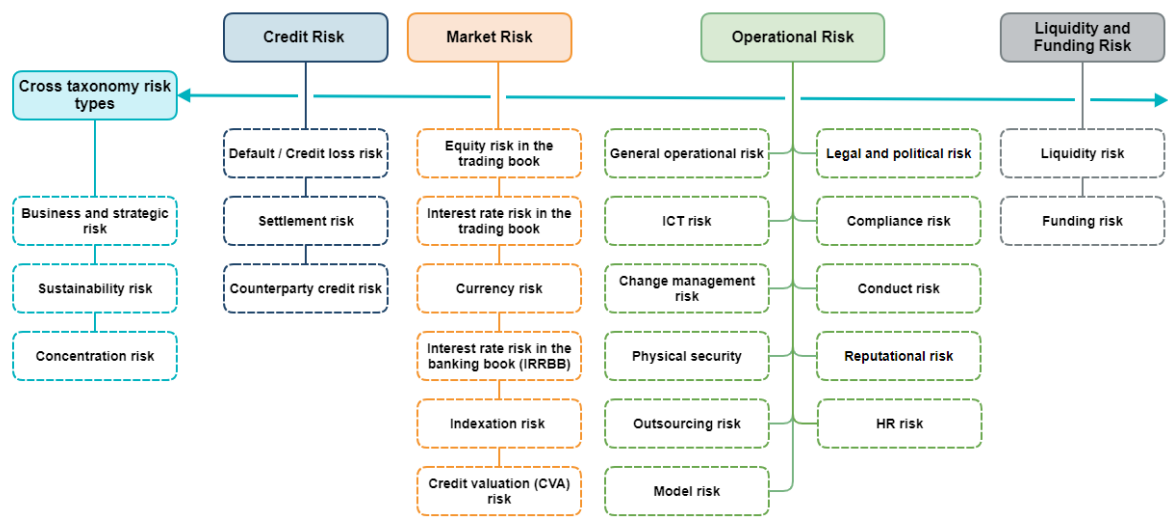 Credit Risk
Market Risk
Operational Risk
Liquidity and
Funding Risk
Cross taxonomy risk
types
Business and strategic
risk
Sustainability risk
Concentration risk
Default / Credit loss risk
Settlement risk
Counterparty credit risk
Equity risk in the
trading book
Interest rate risk in the
trading book
Currency risk
Interest rate risk in the
banking book (IRRBB)
Indexation risk
Credit valuation (CVA)
risk
General operational risk
ICT risk
Change management
risk
Physical security
Outsourcing risk
Model risk
Legal and political risk
Compliance risk
Conduct risk
Reputational risk
HR risk
Liquidity risk
Funding risk